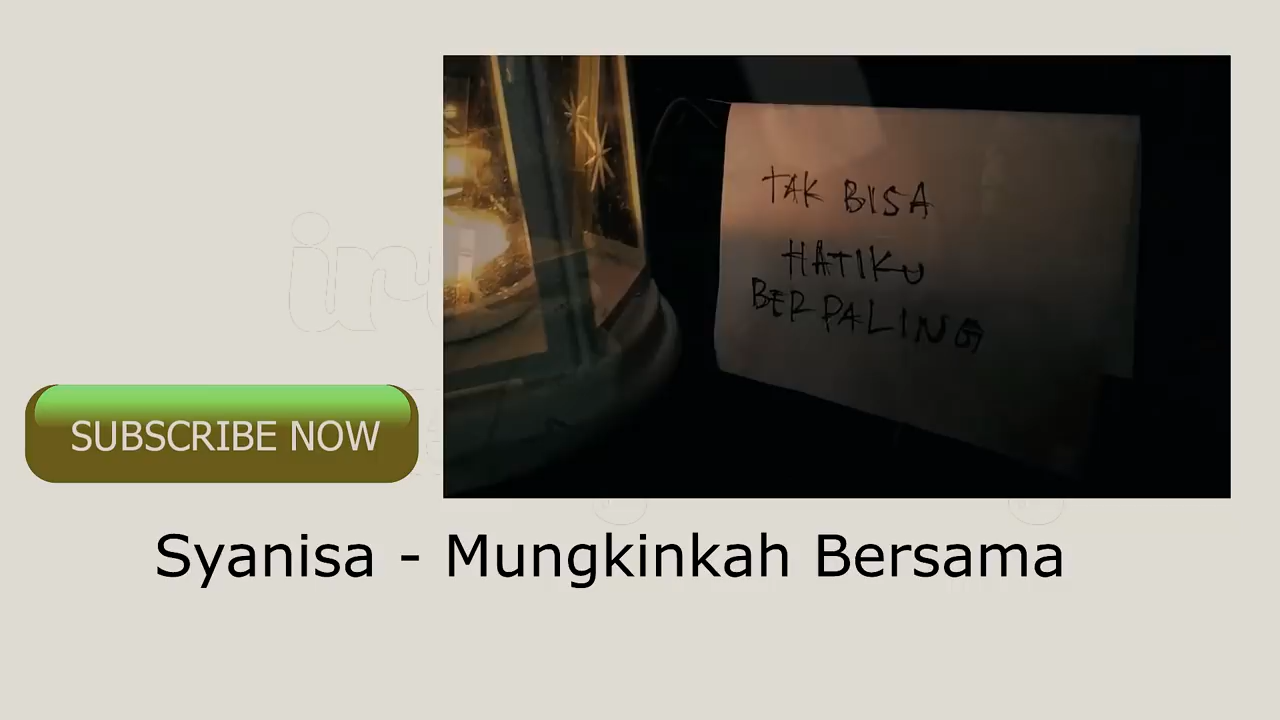 TAK BISA
HATIKU
BERPALING
SUBSCRIBE NOW
Syanisa - Mungkinkah Bersama